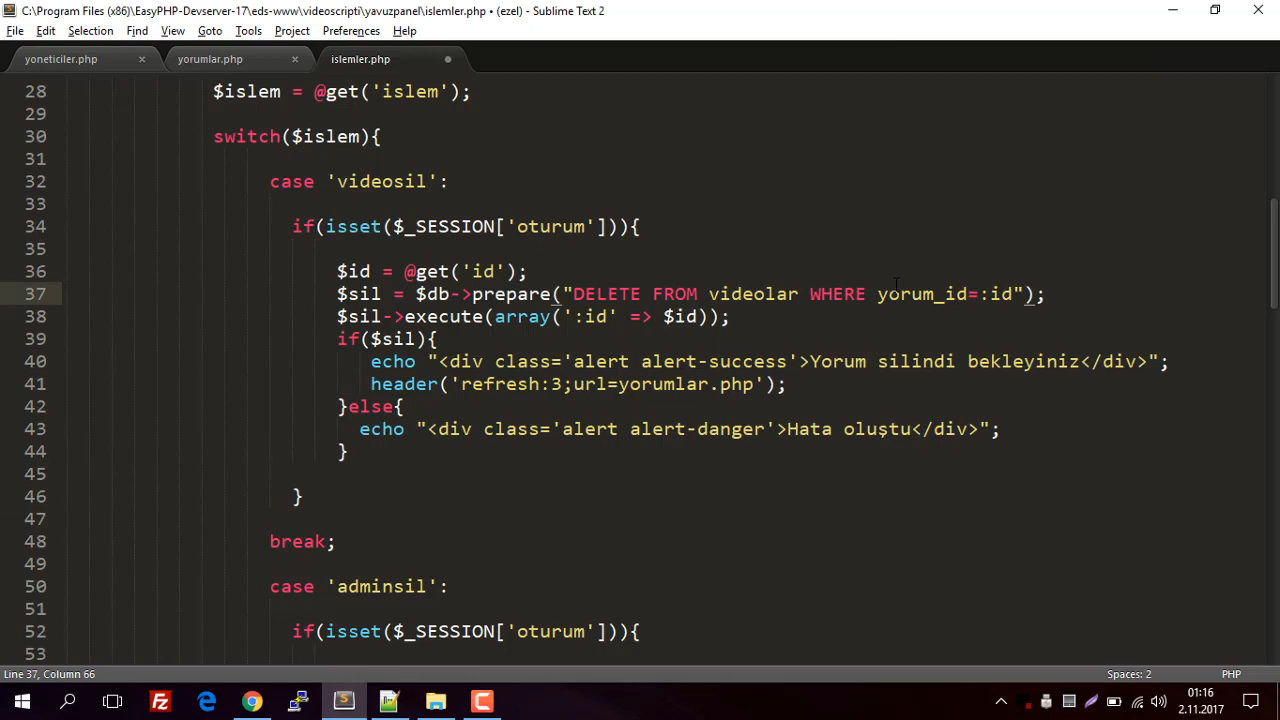 C:\Program Files (x86)\EasyPHP-Devserver-17\eds-www\videoscripti\yavuzpanel\islemler.php • (ezel) - Sublime Text 2
File Edit Selection Find View Goto Tools Project Preferences Help
yoneticiler.php × yorumlar.php × islemler.php
28 $islem = @get('islem');
29
30 switch($islem){
31
32 case 'videosil':
33
34 if(isset($_SESSION['oturum'])){
35
36 $id = @get('id');
37 $sil = $db->prepare("DELETE FROM videolar WHERE yorum_id=:id");
38 $sil->execute(array(':id' => $id));
39 if($sil){
40 echo "<div class='alert alert-success'>Yorum silindi bekleyiniz</div>";
41 header('refresh:3;url=yorumlar.php');
42 }else{
43 echo "<div class='alert alert-danger'>Hata oluştu</div>";
44 }
45
46 }
47
48 break;
49
50 case 'adminsil':
51
52 if(isset($_SESSION['oturum'])){
53
Line 37, Column 66 Spaces: 2 PHP
01:16
2.11.2017